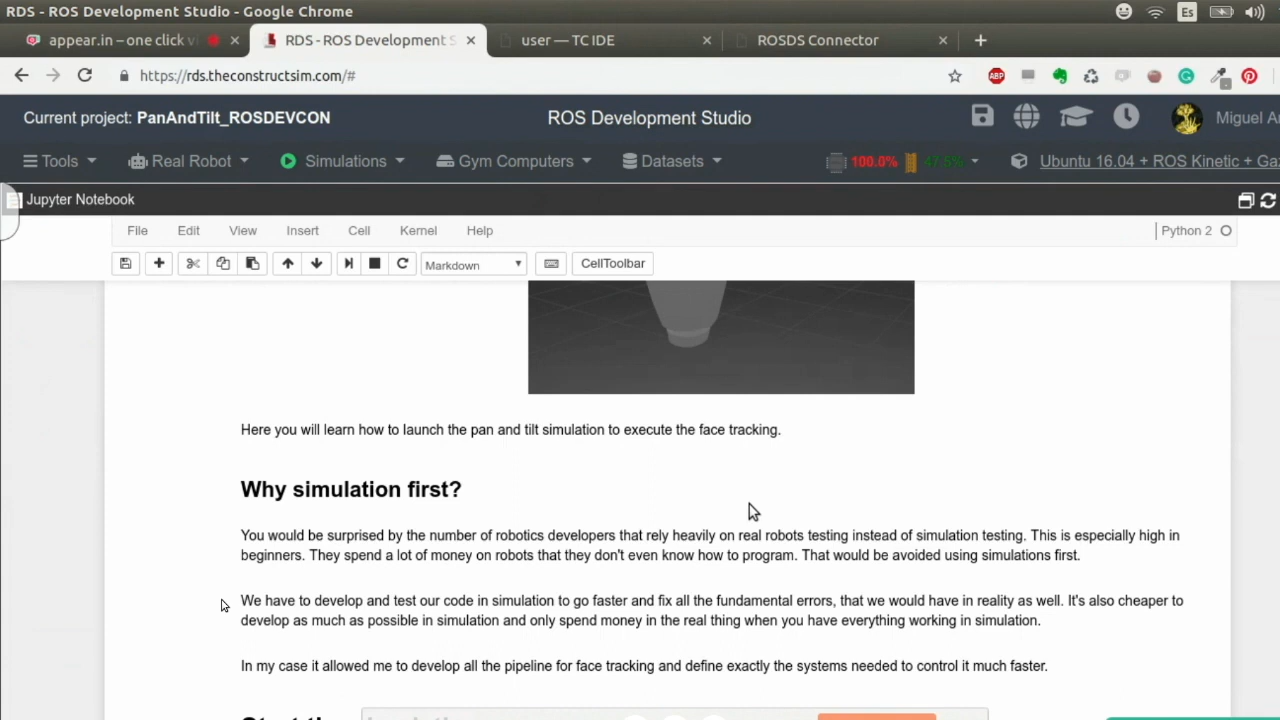 RDS - ROS Development Studio - Google Chrome
Es
appear.in – one click
RDS - ROS Development S
user — TC IDE
ROSDS Connector
https://rds.theconstructsim.com/#
ABP
Current project: PanAndTilt_ROSDEVCON
ROS Development Studio
Miguel
Tools
Real Robot
Simulations
Gym Computers
Datasets
100.0%
47.5%
Ubuntu 16.04 + ROS Kinetic +
Jupyter Notebook
File Edit View Insert Cell Kernel Help
Python 2
Markdown
CellToolbar
Here you will learn how to launch the pan and tilt simulation to execute the face tracking.
Why simulation first?
You would be surprised by the number of robotics developers that rely heavily on real robots testing instead of simulation testing. This is especially high in
beginners. They spend a lot of money on robots that they don't even know how to program. That would be avoided using simulations first.
We have to develop and test our code in simulation to go faster and fix all the fundamental errors, that we would have in reality as well. It's also cheaper to
develop as much as possible in simulation and only spend money in the real thing when you have everything working in simulation.
In my case it allowed me to develop all the pipeline for face tracking and define exactly the systems needed to control it much faster.